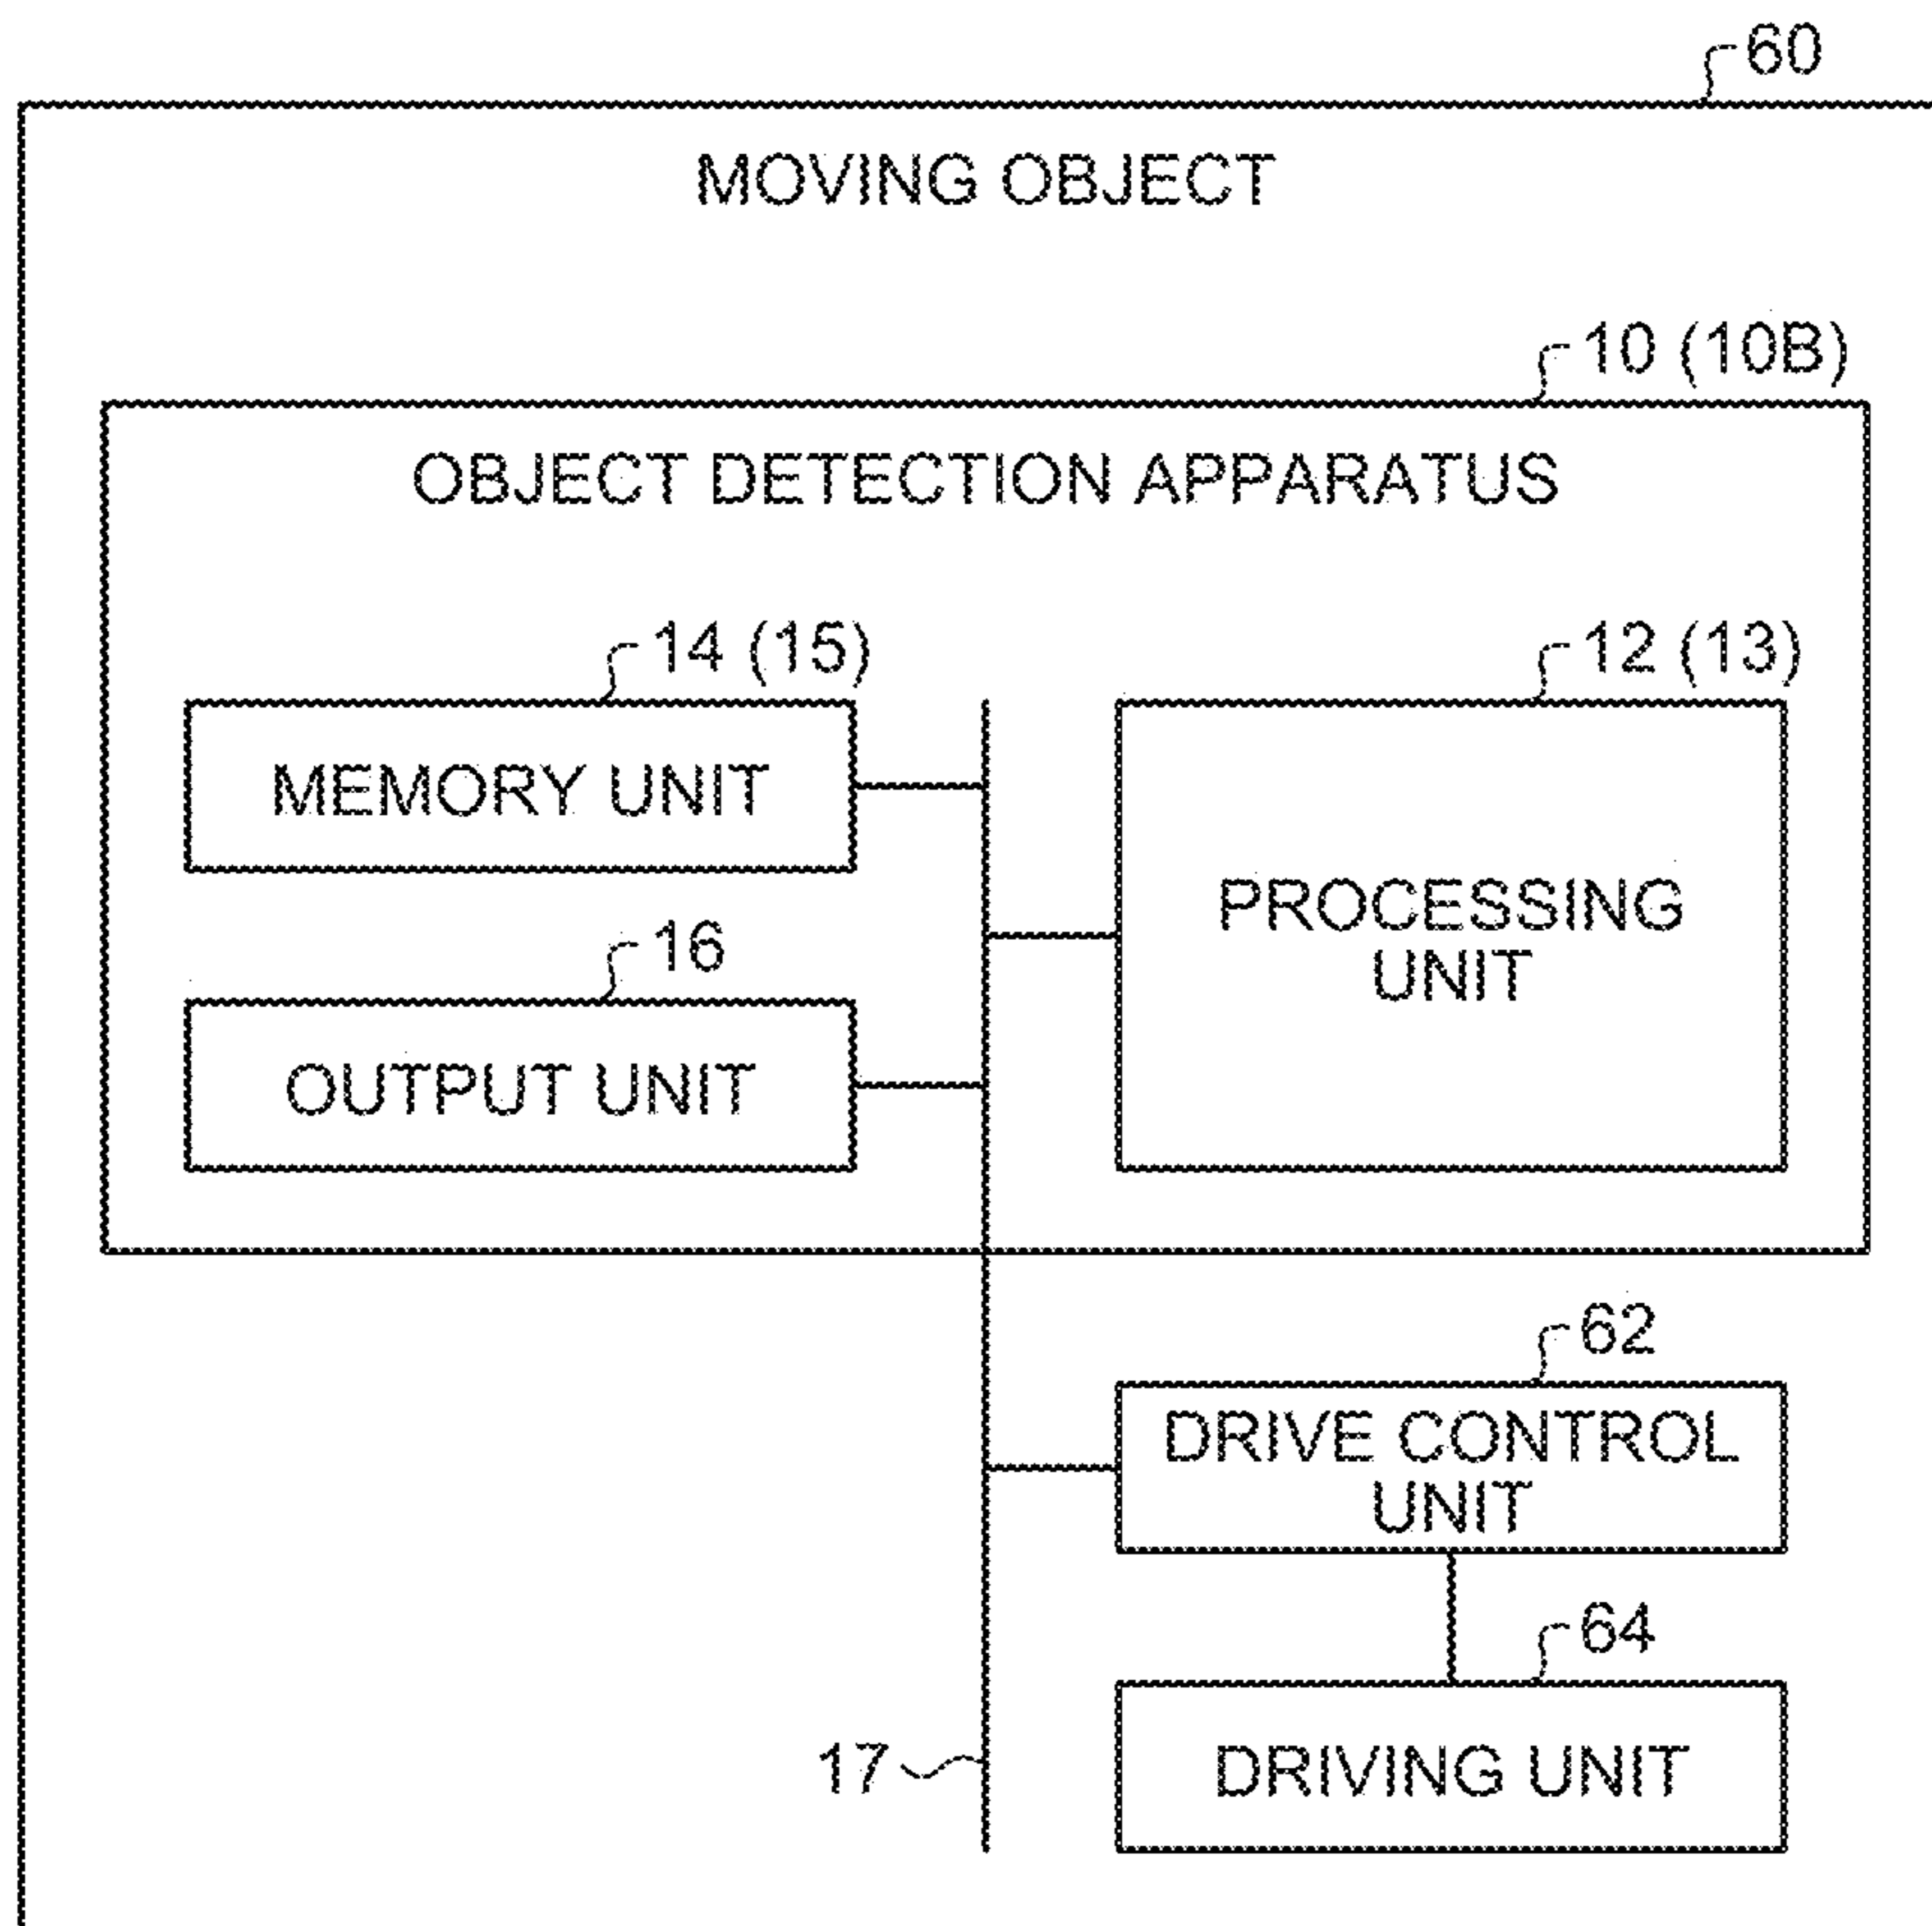 60
MOVING OBJECT
10 (10B)
OBJECT DETECTION APPARATUS
14 (15)
MEMORY UNIT
12 (13)
PROCESSING
UNIT
16
OUTPUT UNIT
62
DRIVE CONTROL
UNIT
64
DRIVING UNIT
17